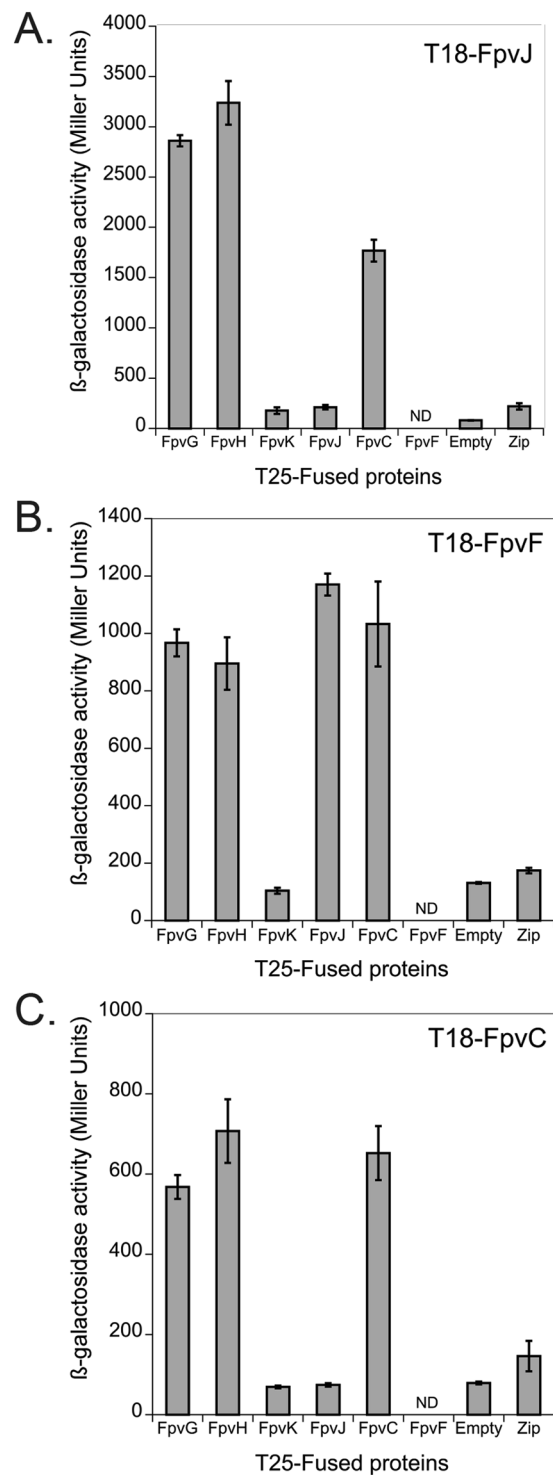 A.
T18-FpvJ
ß-galactosidase activity (Miller Units)
4000
3500
3000
2500
2000
1500
1000
500
0
ND
FpvG FpvH FpvK FpvJ FpvC FpvF Empty Zip
T25-Fused proteins
B.
T18-FpvF
ß-galactosidase activity (Miller Units)
1400
1200
1000
800
600
400
200
0
ND
FpvG FpvH FpvK FpvJ FpvC FpvF Empty Zip
T25-Fused proteins
C.
T18-FpvC
ß-galactosidase activity (Miller Units)
1000
800
600
400
200
0
ND
FpvG FpvH FpvK FpvJ FpvC FpvF Empty Zip
T25-Fused proteins